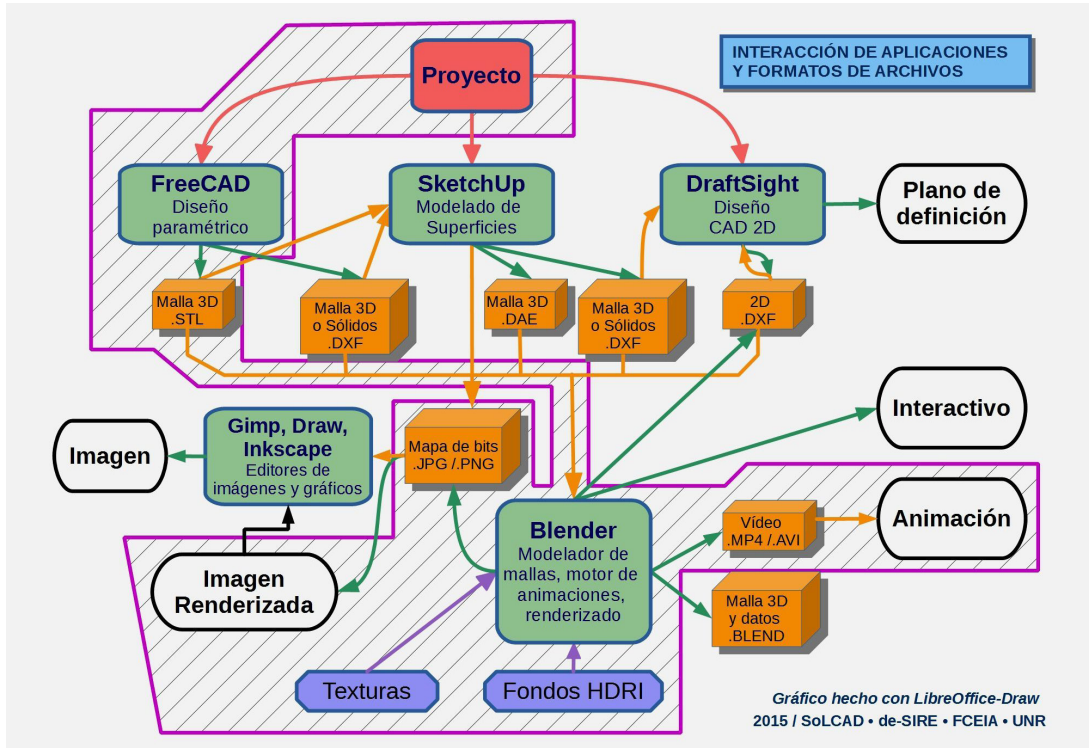 INTERACCIÓN DE APLICACIONES
Y FORMATOS DE ARCHIVOS
Proyecto
FreeCAD
Diseño
paramétrico
SketchUp
Modelado de
Superficies
DraftSight
Diseño
CAD 2D
Plano de
definición
Malla 3D
.STL
Malla 3D
o Sólidos
.DXF
Malla 3D
.DAE
Malla 3D
o Sólidos
.DXF
2D
.DXF
Imagen
Gimp, Draw,
Inkscape
Editores de
imágenes y gráficos
Mapa de bits
.JPG /.PNG
Interactivo
Imagen
Renderizada
Blender
Modelador de
mallas, motor de
animaciones,
renderizado
Vídeo
.MP4 /.AVI
Animación
Malla 3D
y datos
.BLEND
Texturas
Fondos HDRI
Gráfico hecho con LibreOffice-Draw
2015 / SoLCAD • de-SIRE • FCEIA • UNR